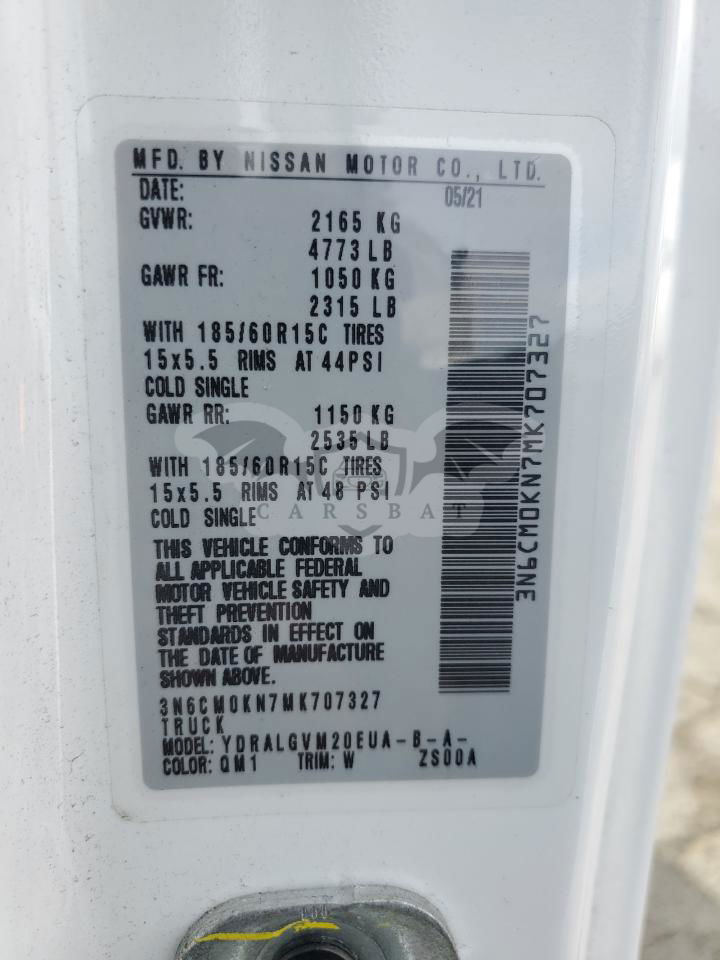 MFD. BY NISSAN MOTOR CO., LTD.
DATE: 05/21
GVWR: 2165 KG
4773 LB
GAWR FR: 1050 KG
2315 LB
WITH 185/60R15C TIRES
15x5.5 RIMS AT 44PSI
COLD SINGLE
GAWR RR: 1150 KG
2535 LB
WITH 185/60R15C TIRES
15x5.5 RIMS AT 48 PSI
COLD SINGLE
CARSBAT
THIS VEHICLE CONFORMS TO
ALL APPLICABLE FEDERAL
MOTOR VEHICLE SAFETY AND
THEFT PREVENTION
STANDARDS IN EFFECT ON
THE DATE OF MANUFACTURE
SHOWN ABOVE.
3N6CM0KN7MK707327
TRUCK
MODEL: YDRALGVM20EUA-B-A-
COLOR: QM1 TRIM: W ZS00A
3N6CM0KN7MK707327